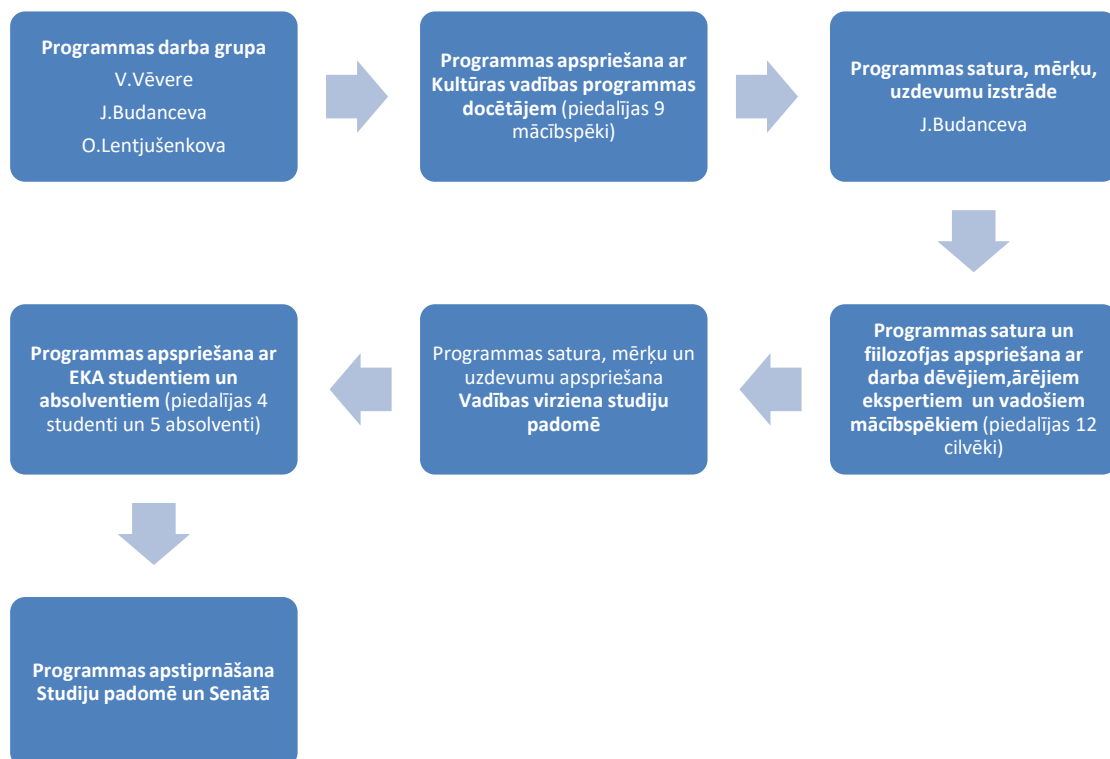 Programmas darba grupa
V.Vēvere
J.Budanceva
O.Lentjušenkova
Programmas apspriešana ar
Kultūras vadības programmas
docētājem (piedalījās 9
mācībspēki)
Programmas satura, mērķu,
uzdevumu izstrāde
J.Budanceva
Programmas satura un
fiilozofjas apspriešana ar
darba dēvējiem,ārējiem
ekspertiem un vadošiem
mācībspēkiem (piedalījās 12
cilvēki)
Programmas satura, mērķu un
uzdevumu apspriešana
Vadības virziena studiju
padomē
Programmas apspriešana ar
EKA studentiem un
absolventiem (piedalījas 4
studenti un 5 absolventi)
Programmas apstiprnāšana
Studiju padomē un Senātā